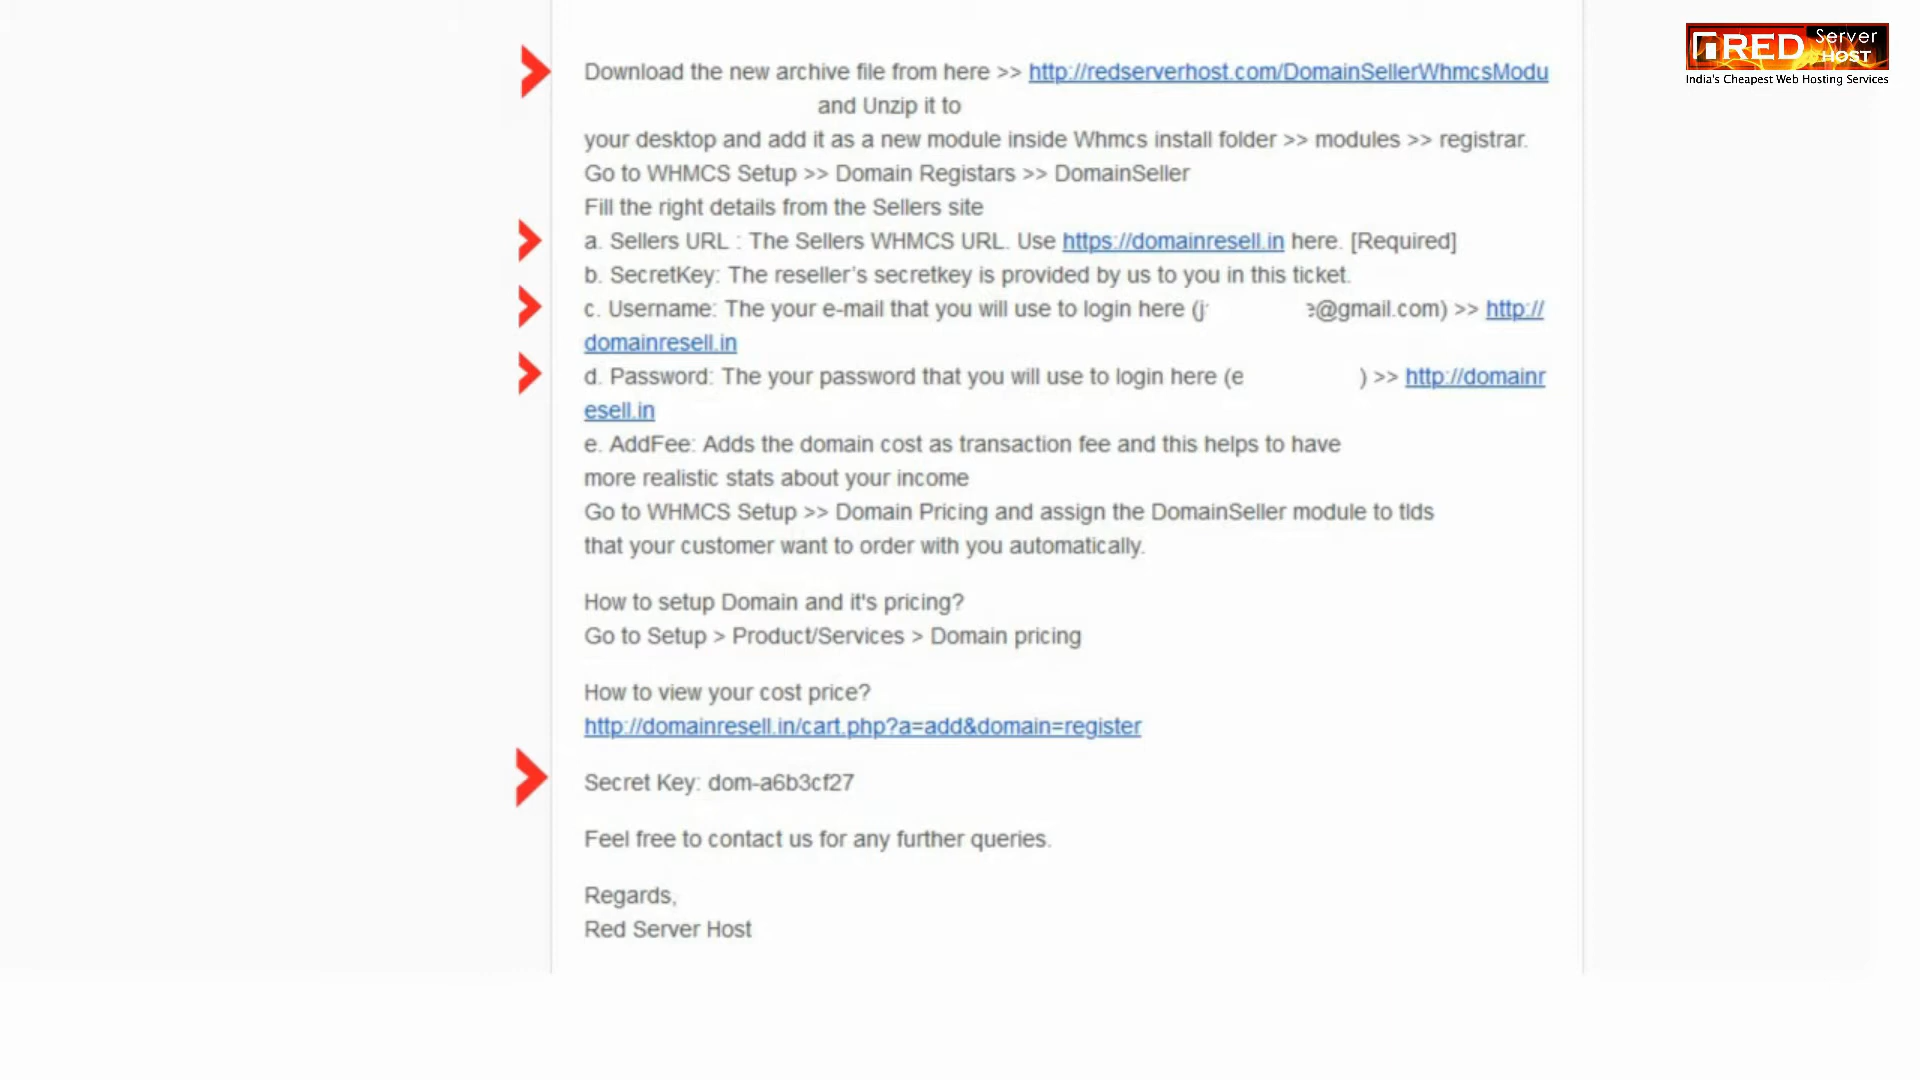 RED Server HOST
India's Cheapest Web Hosting Services
Download the new archive file from here >> http://redserverhost.com/DomainSellerWhmcsModu
and Unzip it to
your desktop and add it as a new module inside Whmcs install folder >> modules >> registrar.
Go to WHMCS Setup >> Domain Registars >> DomainSeller
Fill the right details from the Sellers site
a. Sellers URL : The Sellers WHMCS URL. Use https://domainresell.in here. [Required]
b. SecretKey: The reseller's secretkey is provided by us to you in this ticket.
c. Username: The your e-mail that you will use to login here (j e@gmail.com) >> http://
domainresell.in
d. Password: The your password that you will use to login here (e ) >> http://domainr
esell.in
e. AddFee: Adds the domain cost as transaction fee and this helps to have
more realistic stats about your income
Go to WHMCS Setup >> Domain Pricing and assign the DomainSeller module to tlds
that your customer want to order with you automatically.
How to setup Domain and it's pricing?
Go to Setup > Product/Services > Domain pricing
How to view your cost price?
http://domainresell.in/cart.php?a=add&domain=register
Secret Key: dom-a6b3cf27
Feel free to contact us for any further queries.
Regards,
Red Server Host